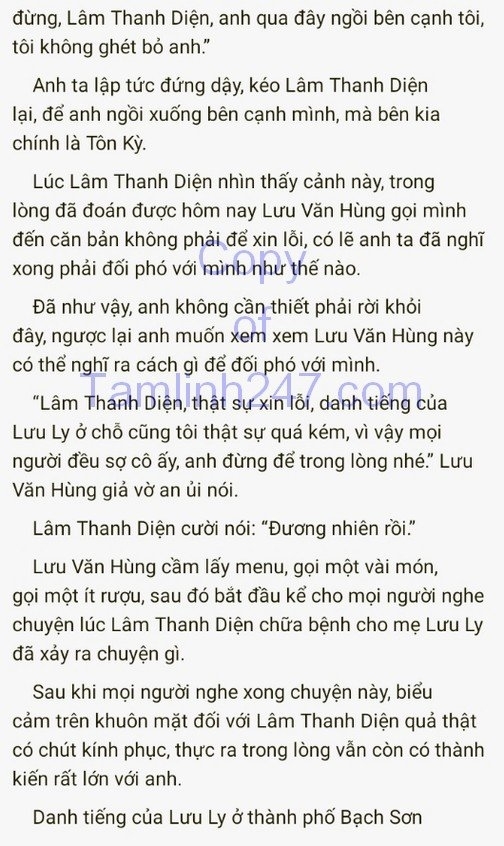 đừng, Lâm Thanh Diện, anh qua đây ngồi bên cạnh tôi,
tôi không ghét bỏ anh.”
Anh ta lập tức đứng dậy, kéo Lâm Thanh Diện
lại, để anh ngồi xuống bên cạnh mình, mà bên kia
chính là Tôn Kỳ.
Lúc Lâm Thanh Diện nhìn thấy cảnh này, trong
lòng đã đoán được hôm nay Lưu Văn Hùng gọi mình
đến căn bản không phải để xin lỗi, có lẽ anh ta đã nghĩ
xong phải đối phó với mình như thế nào.
Copy
Đã như vậy, anh không cần thiết phải rời khỏi
đây, ngược lại anh muốn xem xem Lưu Văn Hùng này
of
có thể nghĩ ra cách gì để đối phó với mình.
Tamlinh247.com
“Lâm Thanh Diện, thật sự xin lỗi, danh tiếng của
Lưu Ly ở chỗ cũng tôi thật sự quá kém, vì vậy mọi
người đều sợ cô ấy, anh đừng để trong lòng nhé.” Lưu
Văn Hùng giả vờ an ủi nói.
Lâm Thanh Diện cười nói: “Đương nhiên rồi.”
Lưu Văn Hùng cầm lấy menu, gọi một vài món,
gọi một ít rượu, sau đó bắt đầu kể cho mọi người nghe
chuyện lúc Lâm Thanh Diện chữa bệnh cho mẹ Lưu Ly
đã xảy ra chuyện gì.
Sau khi mọi người nghe xong chuyện này, biểu
cảm trên khuôn mặt đối với Lâm Thanh Diện quả thật
có chút kính phục, thực ra trong lòng vẫn còn có thành
kiến rất lớn với anh.
Danh tiếng của Lưu Ly ở thành phố Bạch Sơn